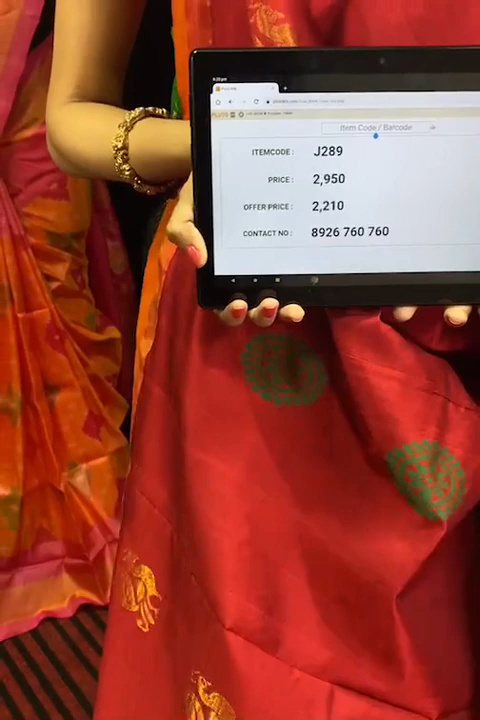 Item Code / Barcode
ITEMCODE : J289
PRICE : 2,950
OFFER PRICE : 2,210
CONTACT NO : 8926 760 760